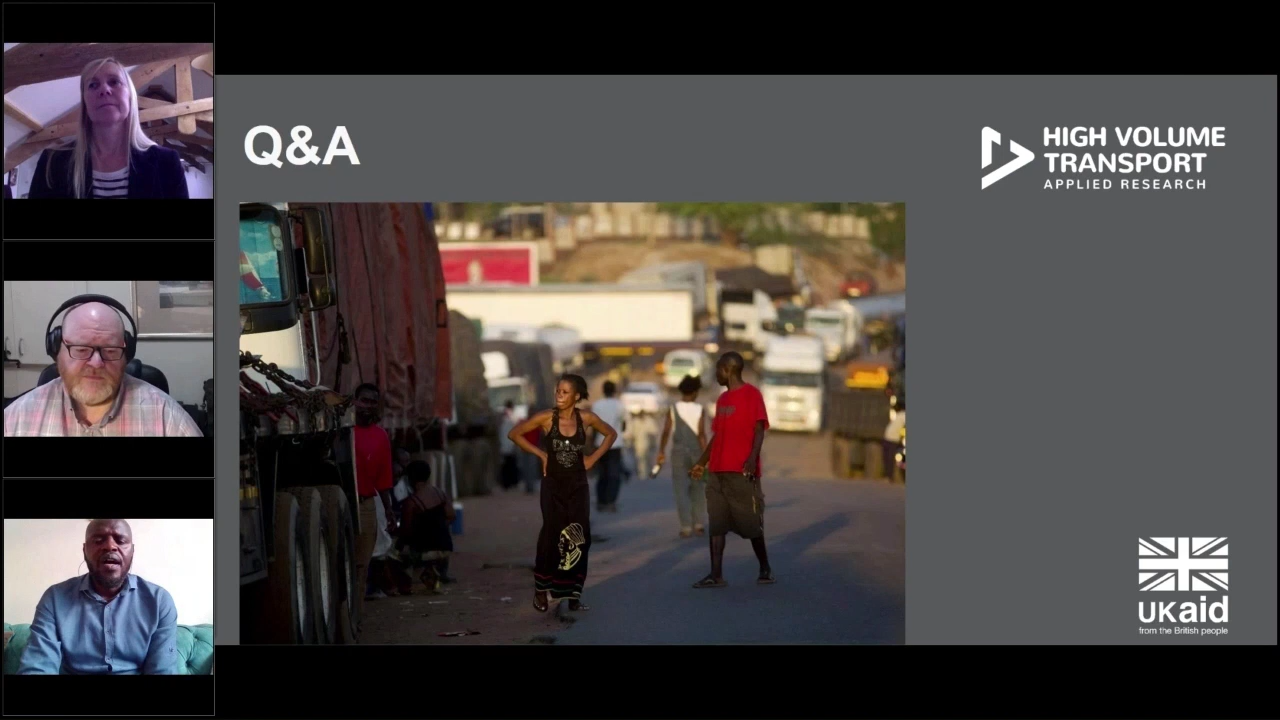 Q&A
HIGH VOLUME
TRANSPORT
APPLIED RESEARCH
UKaid
from the British people